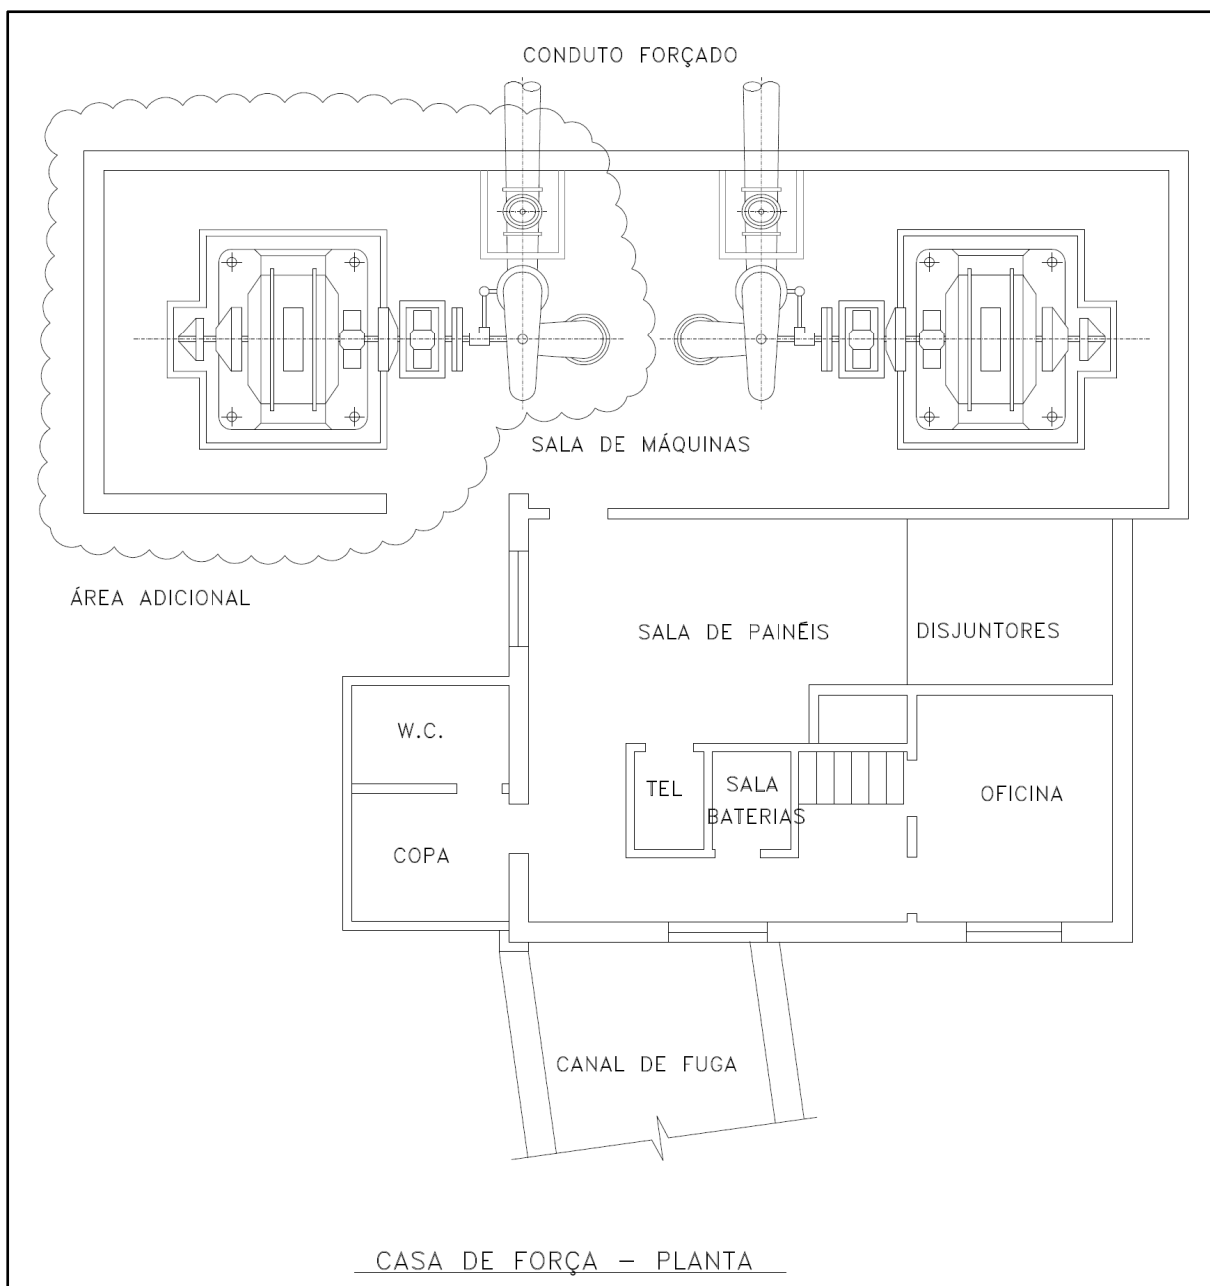 CONDUTO FORÇADO
SALA DE MÁQUINAS
ÁREA ADICIONAL
SALA DE PAINÉIS
DISJUNTORES
W.C.
TEL
SALA
BATERIAS
OFICINA
COPA
CANAL DE FUGA
CASA DE FORÇA – PLANTA